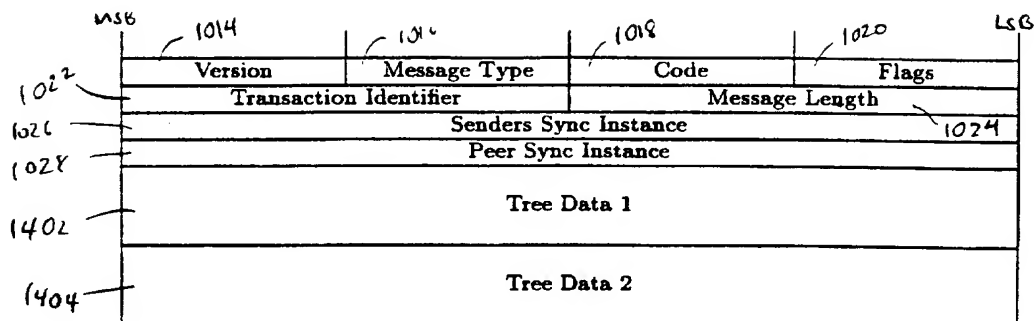 MSB LSB
1014 1016 1018 1020
Version Message Type Code Flags
1022 Transaction Identifier Message Length
1026 Senders Sync Instance 1024
1028 Peer Sync Instance
1402 Tree Data 1
1404 Tree Data 2